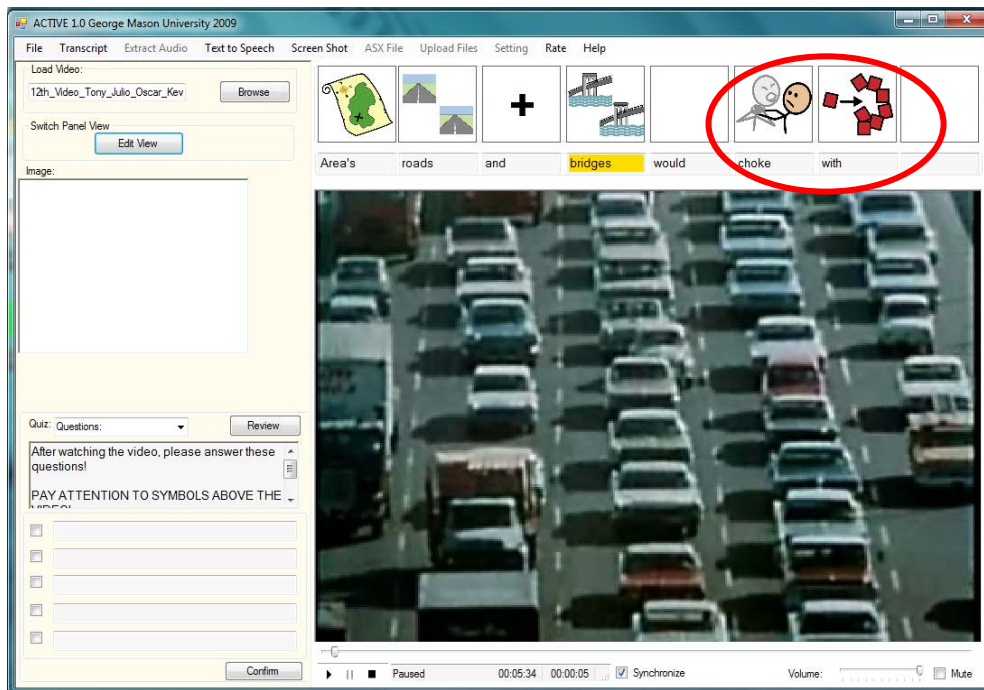 ACTIVE 1.0 George Mason University 2009
File Transcript Extract Audio Text to Speech Screen Shot ASX File Upload Files Setting Rate Help
Load Video:
12th_Video_Tony_Julio_Oscar_Kev
Browse
Switch Panel View
Edit View
Image:
Area's roads and bridges would choke with
Quiz: Questions:
Review
After watching the video, please answer these
questions!
PAY ATTENTION TO SYMBOLS ABOVE THE
VIDEO!
Confirm
Paused 00:05:34 00:00:05 Synchronize Volume: Mute